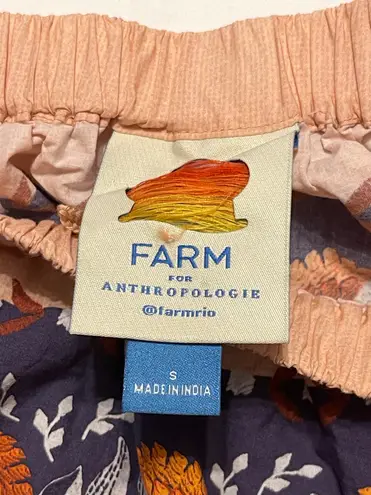 FARM
FOR
ANTHROPOLOGIE
@farmrio
S
MADE IN INDIA